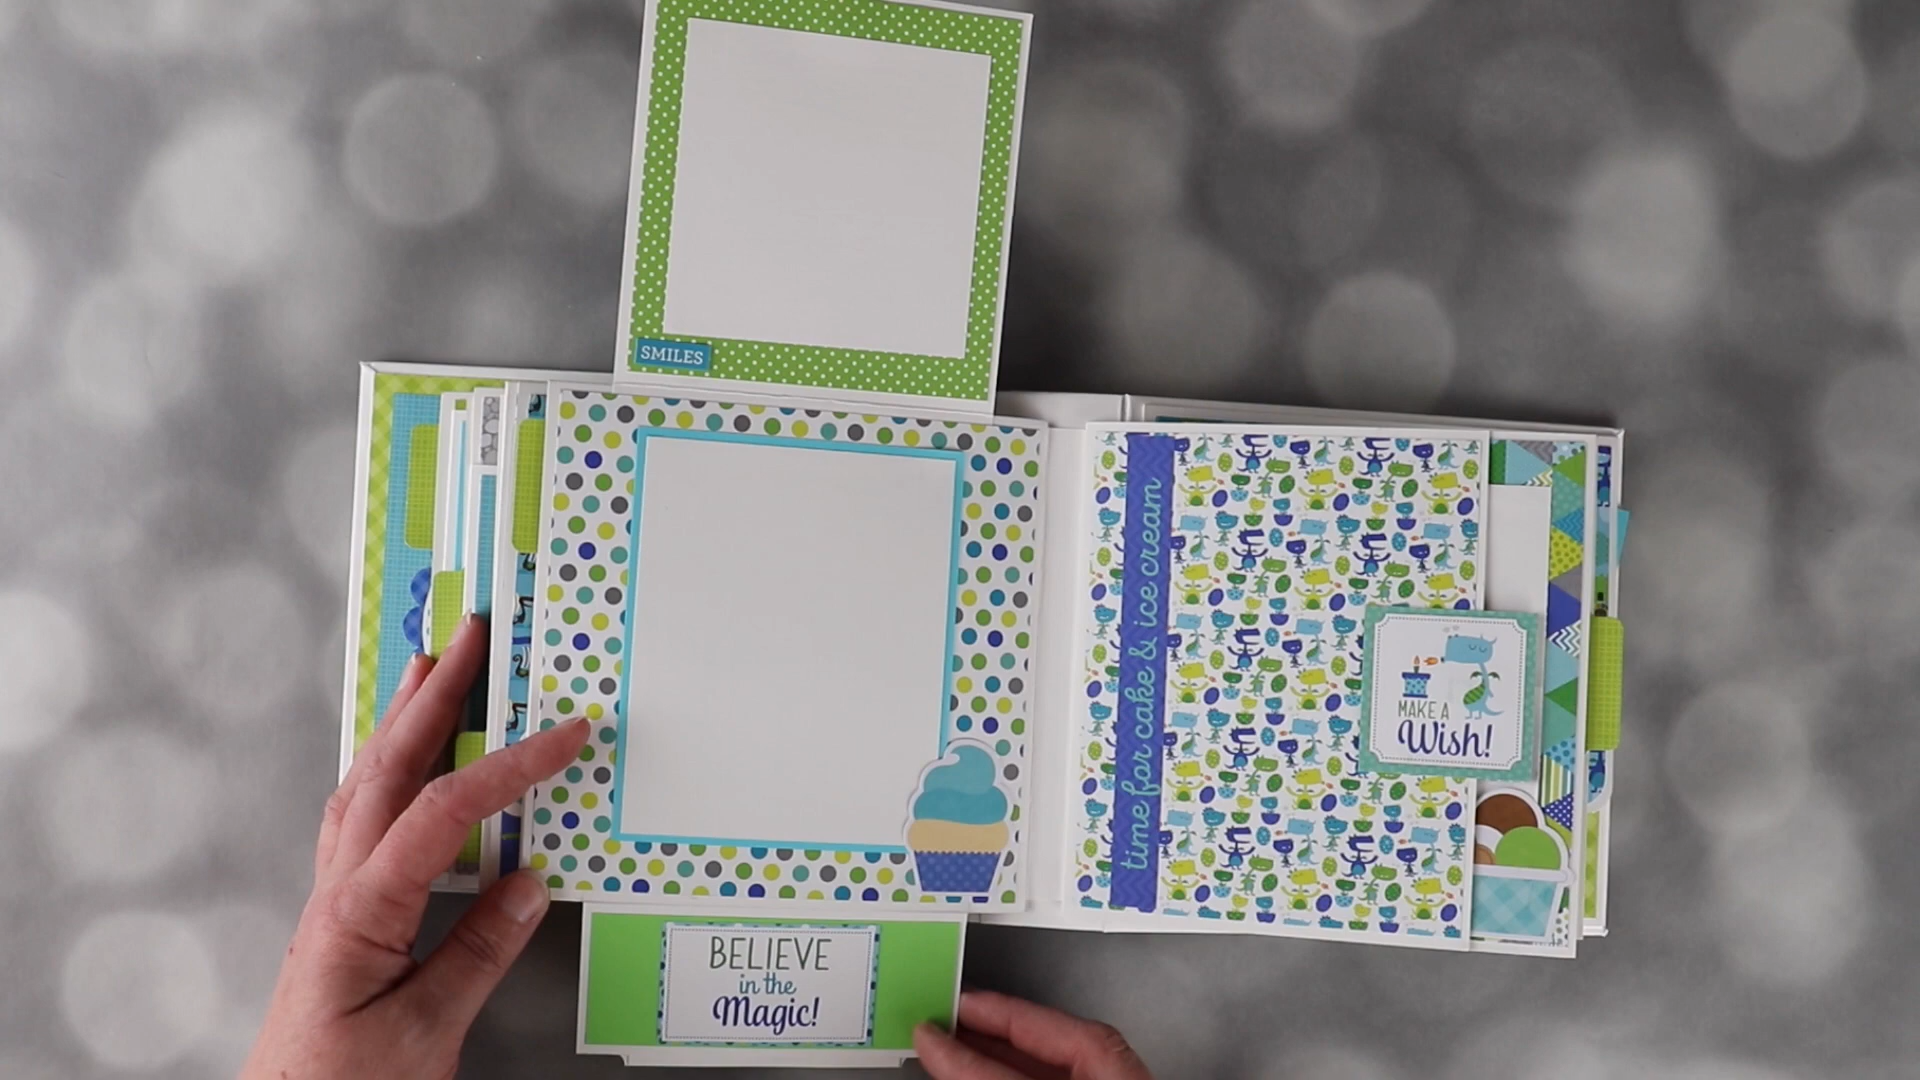 SMILES
time for cake & ice cream
MAKE A
Wish!
BELIEVE
in the
Magic!